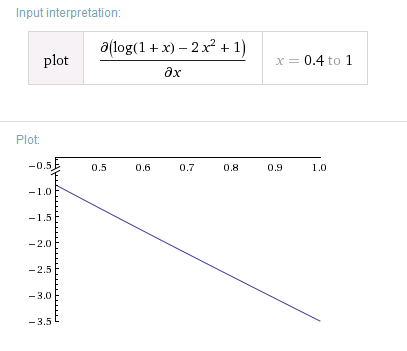 Input interpretation:
plot ∂(log(1 + x) – 2 x² + 1) / ∂x x = 0.4 to 1
Plot:
0.5 0.6 0.7 0.8 0.9 1.0
–0.5
–1.0
–1.5
–2.0
–2.5
–3.0
–3.5